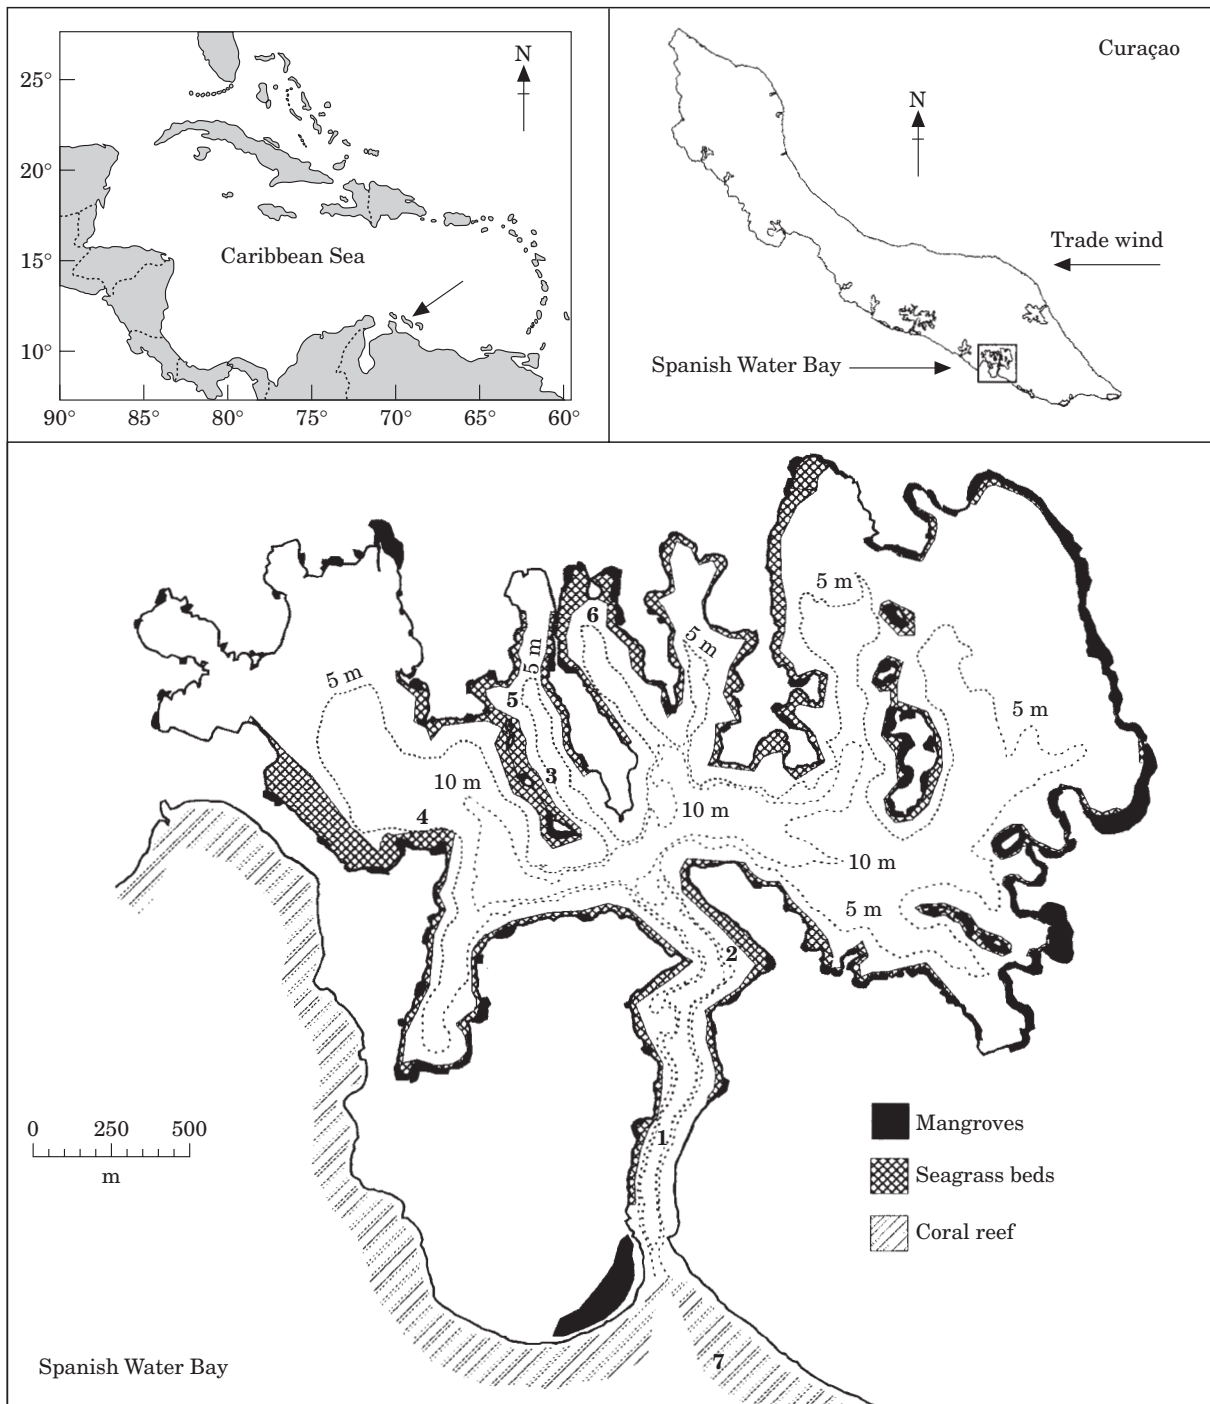 N
25°
20°
15°
10°
Caribbean Sea
90° 85° 80° 75° 70° 65° 60°
Curaçao
N
Trade wind
Spanish Water Bay
5 m
6
5 m
5 m
5 m
5
5 m
3
10 m
10 m
4
10 m
5 m
2
1
0 250 500
m
Mangroves
Seagrass beds
Coral reef
7
Spanish Water Bay